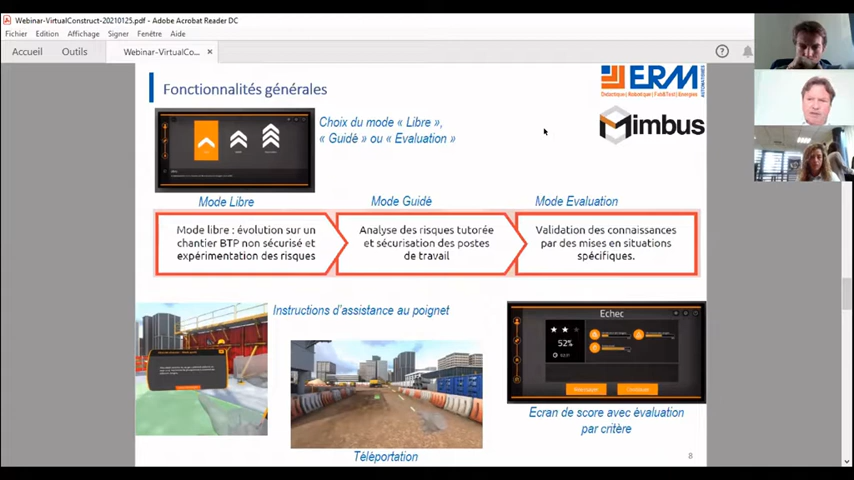 Webinar-VirtualConstruct-20210125.pdf - Adobe Acrobat Reader DC
Fichier Edition Affichage Signer Fenêtre Aide
Accueil Outils Webinar-VirtualCo... ×
Fonctionnalités générales
ERM
AUTOMATISMES
Mimbus
Choix du mode « Libre »,
« Guidé » ou « Evaluation »
Mode Libre Mode Guidé Mode Evaluation
Mode libre : évolution sur un
chantier BTP non sécurisé et
expérimentation des risques
Analyse des risques tutorée
et sécurisation des postes
de travail
Validation des connaissances
par des mises en situations
spécifiques.
Instructions d'assistance au poignet
Echec
52%
Continuer
Ecran de score avec évaluation
par critère
Téléportation
8